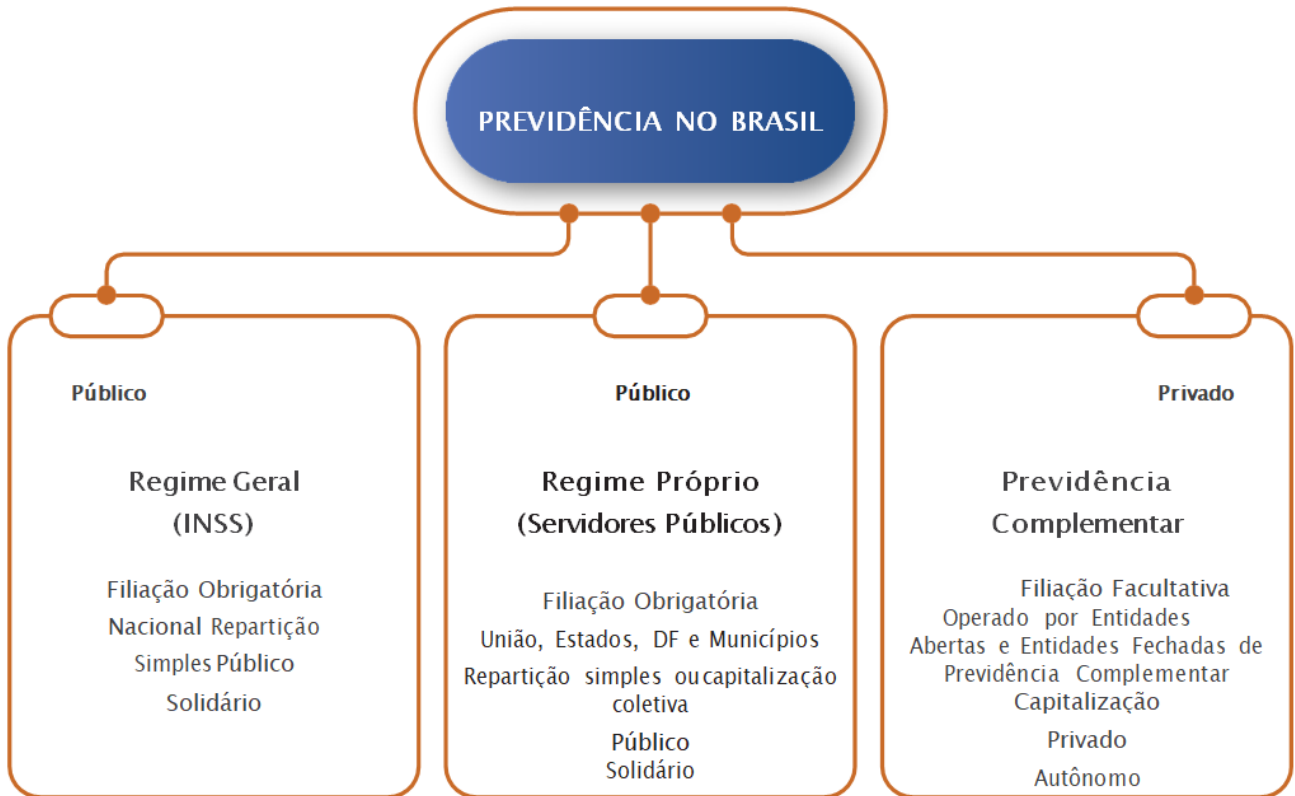 PREVIDÊNCIA NO BRASIL
Público
Regime Geral
(INSS)
Filiação Obrigatória
Nacional Repartição
Simples Público
Solidário
Público
Regime Próprio
(Servidores Públicos)
Filiação Obrigatória
União, Estados, DF e Municípios
Repartição simples oucapitalização
coletiva
Público
Solidário
Privado
Previdência
Complementar
Filiação Facultativa
Operado por Entidades
Abertas e Entidades Fechadas de
Previdência Complementar
Capitalização
Privado
Autônomo